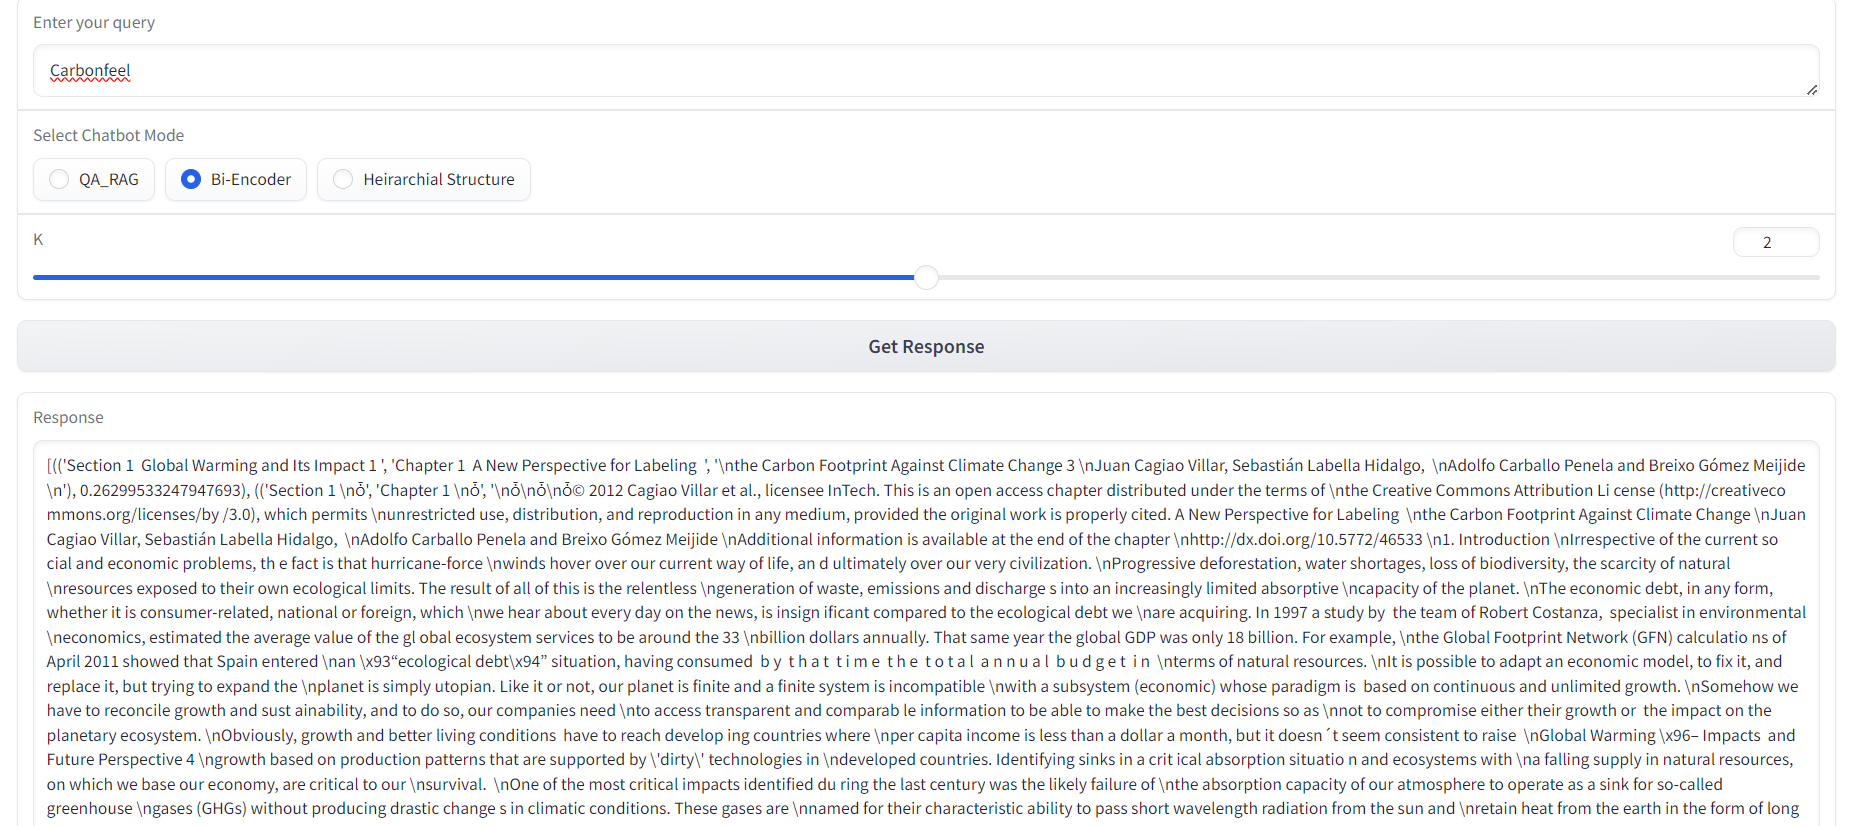 Enter your query
Carbonfeel
Select Chatbot Mode
QA_RAG
Bi-Encoder
Heirarchial Structure
K
2
Get Response
Response
[(('Section 1  Global Warming and Its Impact 1 ', 'Chapter 1  A New Perspective for Labeling  ', '\nthe Carbon Footprint Against Climate Change 3 \nJuan Cagiao Villar, Sebastián Labella Hidalgo,  \nAdolfo Carballo Penela and Breixo Gómez Meijide
\n'), 0.26299533247947693), (('Section 1 \nȭ', 'Chapter 1 \nȭ', '\nȭ\nȭ\nȭ© 2012 Cagiao Villar et al., licensee InTech. This is an open access chapter distributed under the terms of \nthe Creative Commons Attribution Li cense (http://creativeco
mmons.org/licenses/by /3.0), which permits \nunrestricted use, distribution, and reproduction in any medium, provided the original work is properly cited. A New Perspective for Labeling  \nthe Carbon Footprint Against Climate Change \nJuan
Cagiao Villar, Sebastián Labella Hidalgo,  \nAdolfo Carballo Penela and Breixo Gómez Meijide \nAdditional information is available at the end of the chapter \nhttp://dx.doi.org/10.5772/46533 \n1. Introduction \nIrrespective of the current so
cial and economic problems, th e fact is that hurricane-force \nwinds hover over our current way of life, an d ultimately over our very civilization. \nProgressive deforestation, water shortages, loss of biodiversity, the scarcity of natural
\nresources exposed to their own ecological limits. The result of all of this is the relentless \ngeneration of waste, emissions and discharge s into an increasingly limited absorptive \ncapacity of the planet. \nThe economic debt, in any form,
whether it is consumer-related, national or foreign, which \nwe hear about every day on the news, is insign ificant compared to the ecological debt we \nare acquiring. In 1997 a study by  the team of Robert Costanza,  specialist in environmental
\neconomics, estimated the average value of the gl obal ecosystem services to be around the 33 \nbillion dollars annually. That same year the global GDP was only 18 billion. For example, \nthe Global Footprint Network (GFN) calculatio ns of
April 2011 showed that Spain entered \nan \x93“ecological debt\x94” situation, having consumed  b y t h a t t i m e t h e t o t a l a n n u a l b u d g e t i n  \nterms of natural resources. \nIt is possible to adapt an economic model, to fix it, and
replace it, but trying to expand the \nplanet is simply utopian. Like it or not, our planet is finite and a finite system is incompatible \nwith a subsystem (economic) whose paradigm is  based on continuous and unlimited growth. \nSomehow we
have to reconcile growth and sust ainability, and to do so, our companies need \nto access transparent and comparab le information to be able to make the best decisions so as \nnot to compromise either their growth or  the impact on the
planetary ecosystem. \nObviously, growth and better living conditions  have to reach develop ing countries where \nper capita income is less than a dollar a month, but it doesn´t seem consistent to raise  \nGlobal Warming \x96– Impacts  and
Future Perspective 4 \ngrowth based on production patterns that are supported by \'dirty\' technologies in \ndeveloped countries. Identifying sinks in a crit ical absorption situatio n and ecosystems with \na falling supply in natural resources,
on which we base our economy, are critical to our \nsurvival.  \nOne of the most critical impacts identified du ring the last century was the likely failure of \nthe absorption capacity of our atmosphere to operate as a sink for so-called
greenhouse \ngases (GHGs) without producing drastic change s in climatic conditions. These gases are \nnamed for their characteristic ability to pass short wavelength radiation from the sun and \nretain heat from the earth in the form of long